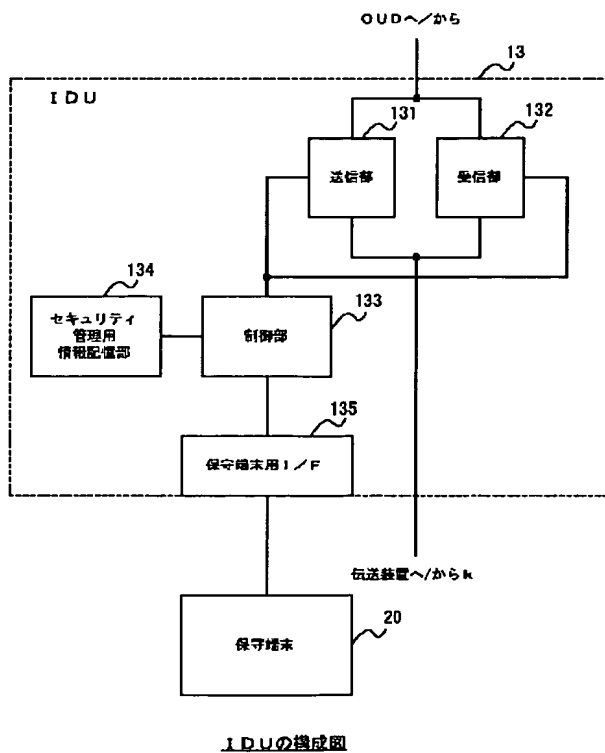 OUDへ/から
13
IDU
131
132
送信部
受信部
134
セキュリティ
管理用
情報記憶部
133
制御部
135
保守端末用I/F
伝送装置へ/からk
20
保守端末
IDUの構成図